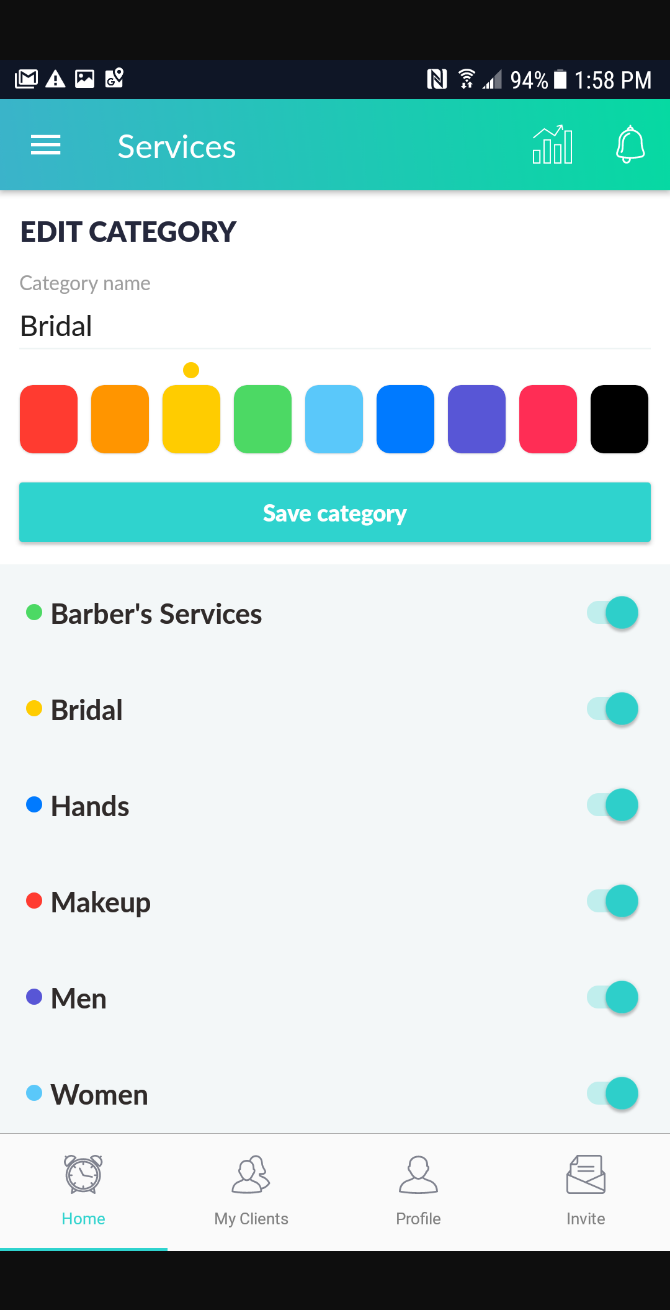 94% 1:58 PM
Services
EDIT CATEGORY
Category name
Bridal
Save category
Barber's Services
Bridal
Hands
Makeup
Men
Women
Home My Clients Profile Invite